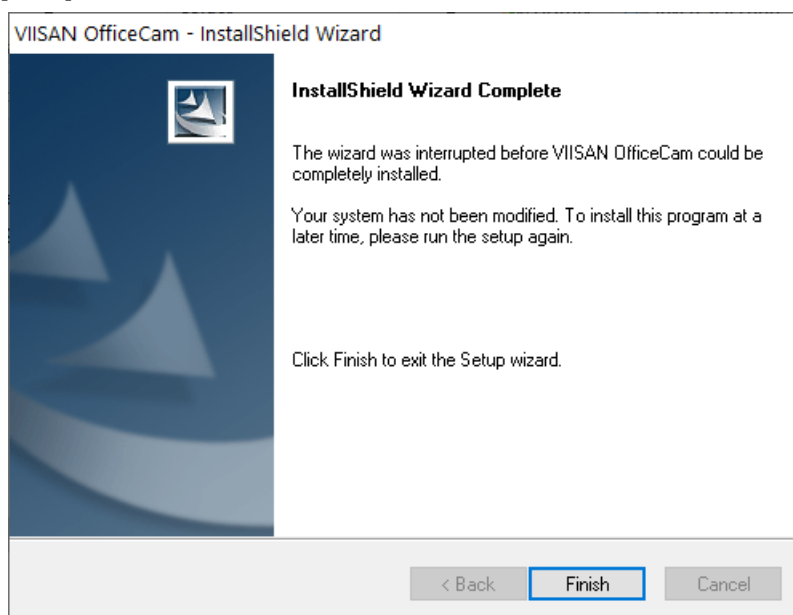 VIISAN OfficeCam - InstallShield Wizard
InstallShield Wizard Complete
The wizard was interrupted before VIISAN OfficeCam could be
completely installed.
Your system has not been modified. To install this program at a
later time, please run the setup again.
Click Finish to exit the Setup wizard.
< Back
Finish
Cancel